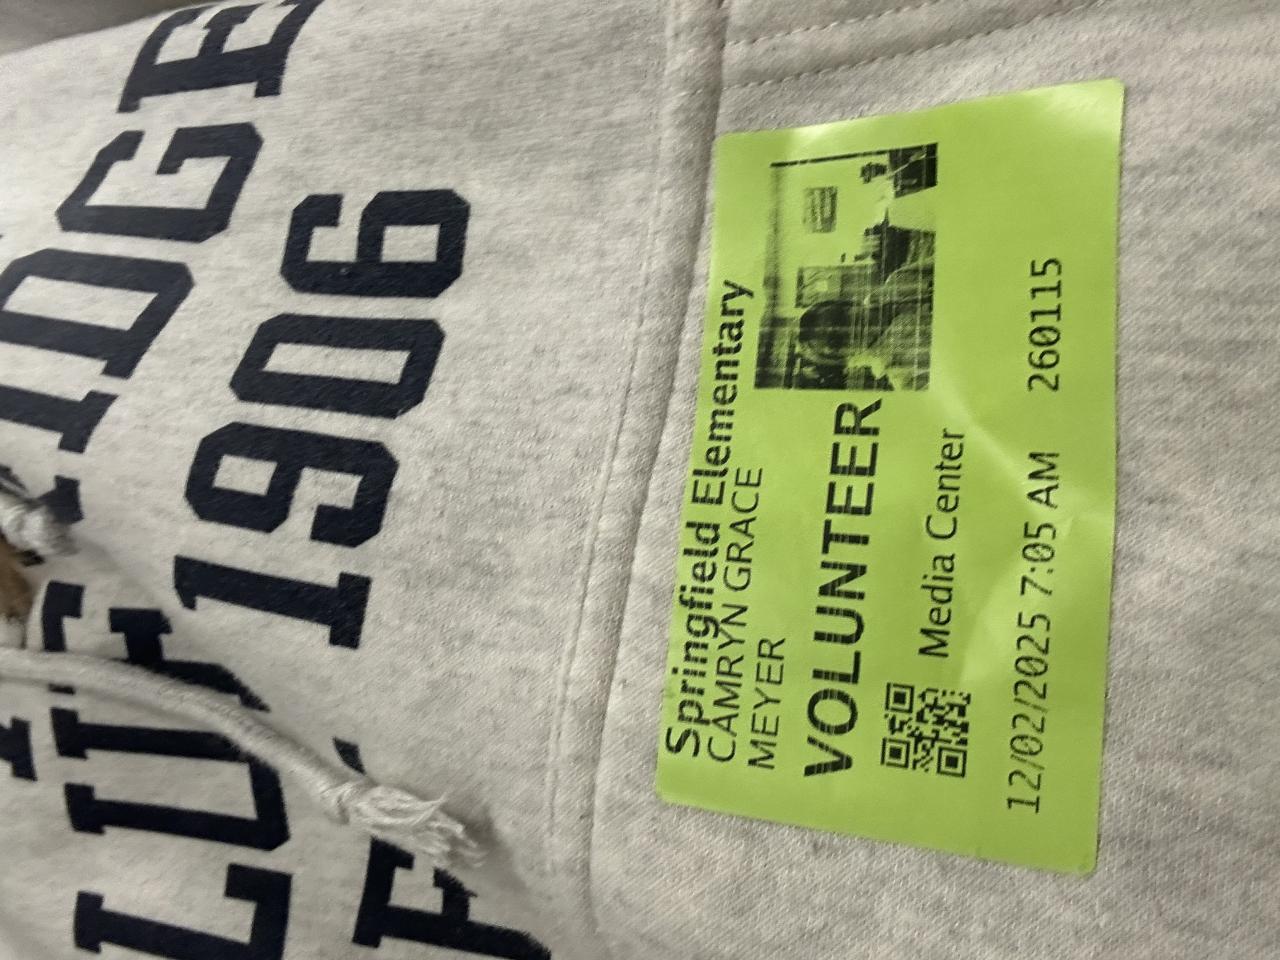 Springfield Elementary
CAMRYN GRACE
MEYER
VOLUNTEER
Media Center
12/02/2025 7:05 AM 260115
1906